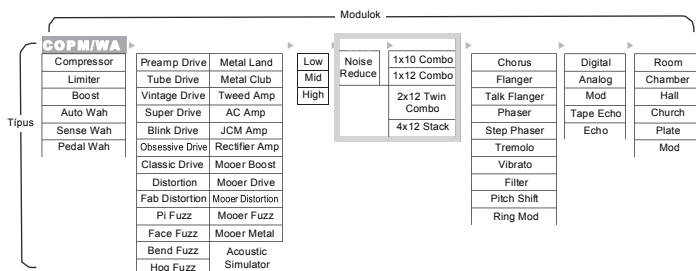 Modulok
Típus
COPM/WA
Compressor
Limiter
Boost
Auto Wah
Sense Wah
Pedal Wah
Preamp Drive
Tube Drive
Vintage Drive
Super Drive
Blink Drive
Obsessive Drive
Classic Drive
Distortion
Fab Distortion
Pi Fuzz
Face Fuzz
Bend Fuzz
Hog Fuzz
Metal Land
Metal Club
Tweed Amp
AC Amp
JCM Amp
Rectifier Amp
Mooer Boost
Mooer Drive
Mooer Distortion
Mooer Fuzz
Mooer Metal
Acoustic
Simulator
Low
Mid
High
Noise
Reduce
1x10 Combo
1x12 Combo
2x12 Twin
Combo
4x12 Stack
Chorus
Flanger
Talk Flanger
Phaser
Step Phaser
Tremolo
Vibrato
Filter
Pitch Shift
Ring Mod
Digital
Analog
Mod
Tape Echo
Echo
Room
Chamber
Hall
Church
Plate
Mod